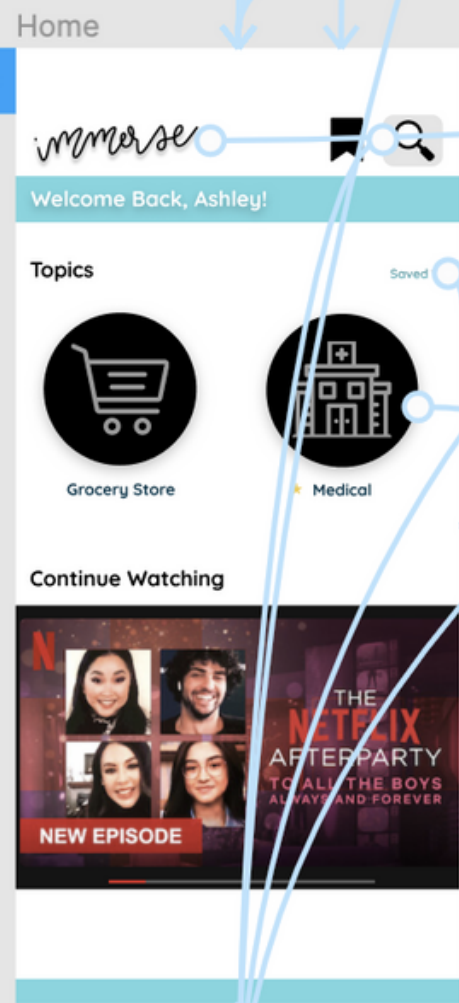 Home
immerse
Welcome Back, Ashley!
Topics
Saved
Grocery Store
Medical
Continue Watching
N
THE
NETFLIX
AFTERPARTY
TO ALL THE BOYS
ALWAYS AND FOREVER
NEW EPISODE